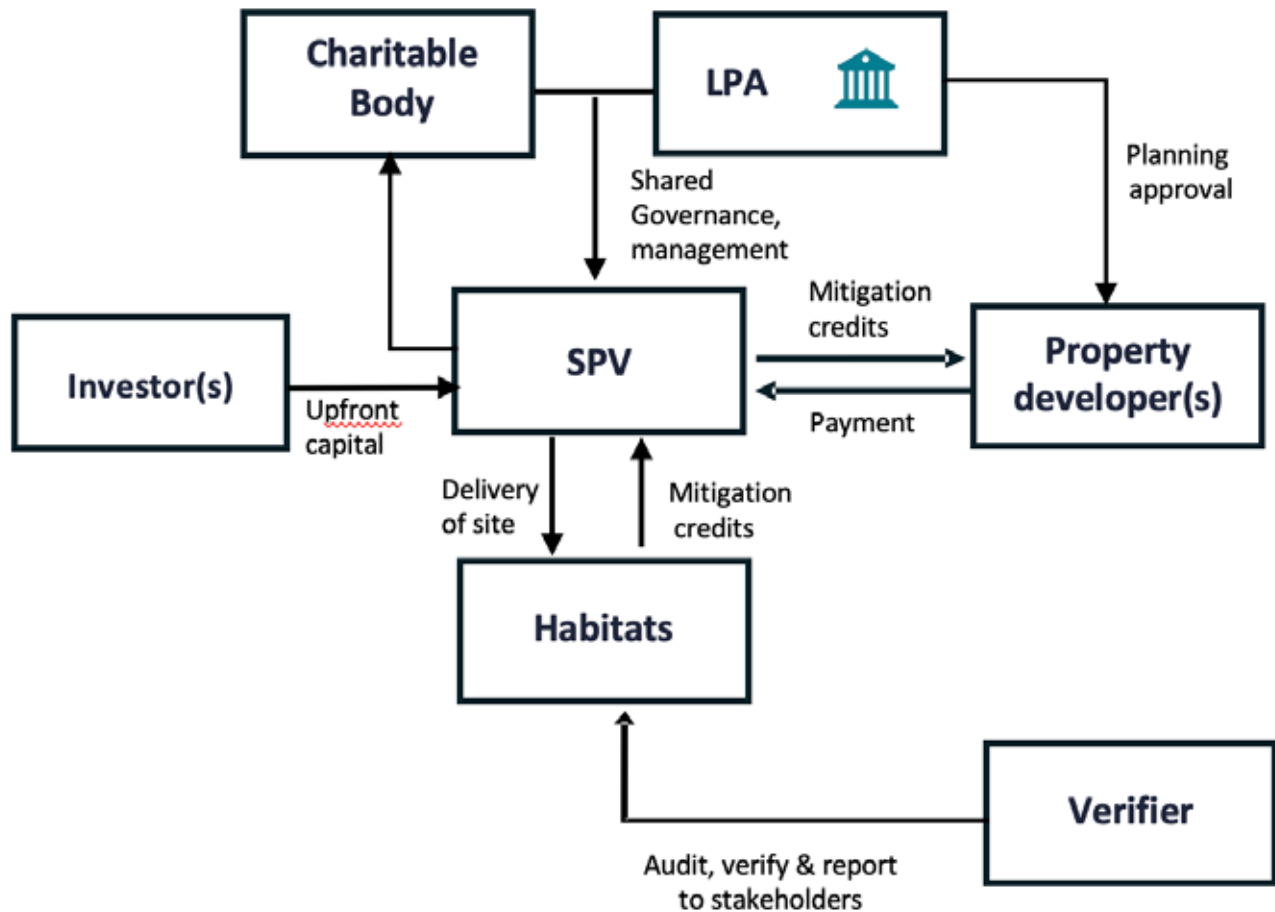 Charitable
Body
LPA
Planning
approval
Shared
Governance,
management
Mitigation
credits
Investor(s)
SPV
Property
developer(s)
Upfront
capital
Payment
Delivery
of site
Mitigation
credits
Habitats
Verifier
Audit, verify & report
to stakeholders